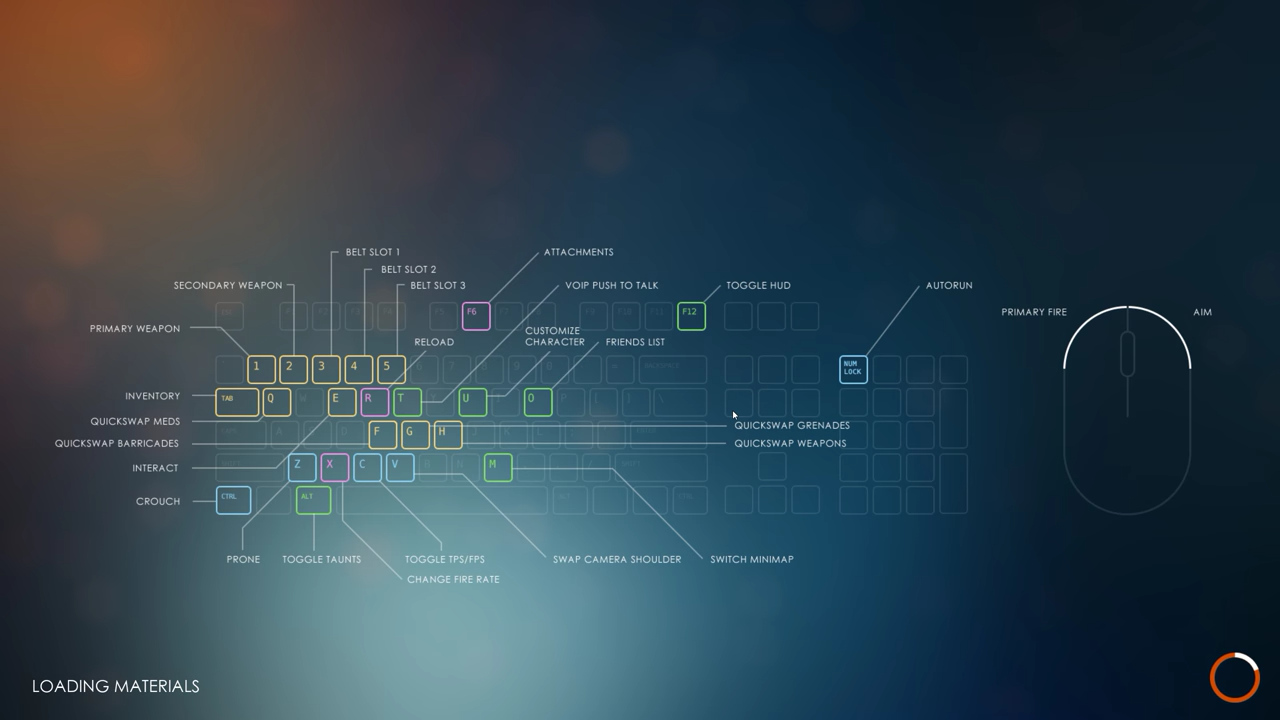 BELT SLOT 1
ATTACHMENTS
BELT SLOT 2
SECONDARY WEAPON
BELT SLOT 3
VOIP PUSH TO TALK
TOGGLE HUD
AUTORUN
F6
F12
PRIMARY FIRE
AIM
PRIMARY WEAPON
CUSTOMIZE
CHARACTER
RELOAD
FRIENDS LIST
1
2
3
4
5
NUM
LOCK
INVENTORY
TAB
Q
E
R
T
U
O
QUICKSWAP MEDS
F
G
H
QUICKSWAP GRENADES
QUICKSWAP BARRICADES
QUICKSWAP WEAPONS
INTERACT
Z
X
C
V
M
CROUCH
CTRL
ALT
PRONE
TOGGLE TAUNTS
TOGGLE TPS/FPS
SWAP CAMERA SHOULDER
SWITCH MINIMAP
CHANGE FIRE RATE
LOADING MATERIALS